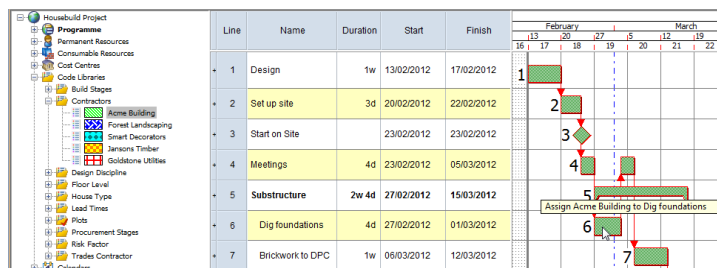 Housebuild Project
Programme
Permanent Resources
Consumable Resources
Cost Centres
Code Libraries
Build Stages
Contractors
Acme Building
Forest Landscaping
Smart Decorators
Jansons Timber
Goldstone Utilities
Design Discipline
Floor Level
House Type
Lead Times
Plots
Procurement Stages
Risk Factor
Trades Contractor
Calendars
Line Name Duration Start Finish
1 Design 1w 13/02/2012 17/02/2012
2 Set up site 3d 20/02/2012 22/02/2012
3 Start on Site 23/02/2012 23/02/2012
4 Meetings 4d 23/02/2012 05/03/2012
5 Substructure 2w 4d 27/02/2012 15/03/2012
6 Dig foundations 4d 27/02/2012 01/03/2012
7 Brickwork to DPC 1w 06/03/2012 12/03/2012
February March
13 20 27 5 12 19
16 17 18 19 20 21 22
1
2
3
4
5
Assign Acme Building to Dig foundations
6
7